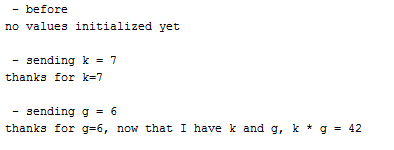 - before
no values initialized yet
- sending k = 7
thanks for k=7
- sending g = 6
thanks for g=6, now that I have k and g, k * g = 42